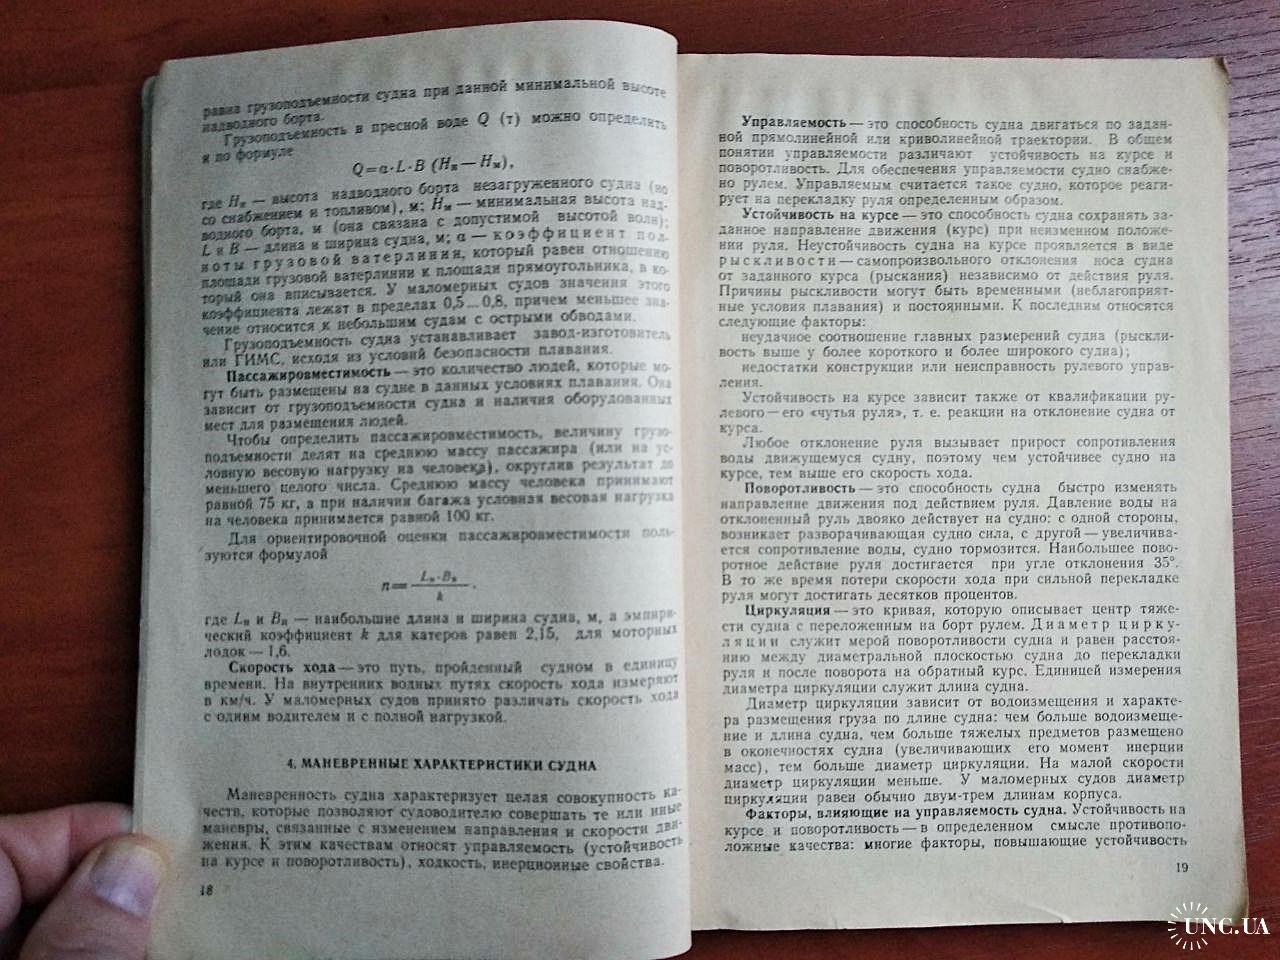 равна грузоподъемности судна при данной минимальной высоте
надводного борта.
Грузоподъемность в пресной воде Q (т) можно определить
и по формуле
Q=α·L·B (Hн—Hм),
где Hн — высота надводного борта незагруженного судна (но
со снабжением и топливом), м; Hм — минимальная высота над-
водного борта, м (она связана с допустимой высотой волн);
L и B — длина и ширина судна, м; α — коэффициент пол-
ноты грузовой ватерлинии, который равен отношению
площади грузовой ватерлинии к площади прямоугольника, в ко-
торый она вписывается. У маломерных судов значения этого
коэффициента лежат в пределах 0,5...0,8, причем меньшее зна-
чение относится к небольшим судам с острыми обводами.
Грузоподъемность судна устанавливает завод-изготовитель
или ГИМС, исходя из условий безопасности плавания.
Пассажировместимость — это количество людей, которые мо-
гут быть размещены на судне в данных условиях плавания. Она
зависит от грузоподъемности судна и наличия оборудованных
мест для размещения людей.
Чтобы определить пассажировместимость, величину грузо-
подъемности делят на среднюю массу пассажира (или на ус-
ловную весовую нагрузку на человека), округлив результат до
меньшего целого числа. Среднюю массу человека принимают
равной 75 кг, а при наличии багажа условная весовая нагрузка
на человека принимается равной 100 кг.
Для ориентировочной оценки пассажировместимости поль-
зуются формулой
n= Lн·Bн
k
где Lн и Bн — наибольшие длина и ширина судна, м, а эмпири-
ческий коэффициент k для катеров равен 2,15, для моторных
лодок — 1,6.
Скорость хода — это путь, пройденный судном в единицу
времени. На внутренних водных путях скорость хода измеряют
в км/ч. У маломерных судов принято различать скорость хода
с одним водителем и с полной нагрузкой.
4. МАНЕВРЕННЫЕ ХАРАКТЕРИСТИКИ СУДНА
Маневренность судна характеризует целая совокупность ка-
честв, которые позволяют судоводителю совершать те или иные
маневры, связанные с изменением направления и скорости дви-
жения. К этим качествам относят управляемость (устойчивость
на курсе и поворотливость), ходкость, инерционные свойства.
18
Управляемость — это способность судна двигаться по задан-
ной прямолинейной или криволинейной траектории. В общем
понятии управляемости различают устойчивость на курсе и
поворотливость. Для обеспечения управляемости судно снабже-
но рулем. Управляемым считается такое судно, которое реаги-
рует на перекладку руля определенным образом.
Устойчивость на курсе — это способность судна сохранять за-
данное направление движения (курс) при неизменном положе-
нии руля. Неустойчивость судна на курсе проявляется в виде
рыскливости — самопроизвольного отклонения носа судна
от заданного курса (рыскания) независимо от действия руля.
Причины рыскливости могут быть временными (неблагоприят-
ные условия плавания) и постоянными. К последним относятся
следующие факторы:
неудачное соотношение главных размерений судна (рыскли-
вость выше у более короткого и более широкого судна);
недостатки конструкции или неисправность рулевого управ-
ления.
Устойчивость на курсе зависит также от квалификации ру-
левого — его «чутья руля», т. е. реакции на отклонение судна от
курса.
Любое отклонение руля вызывает прирост сопротивления
воды движущемуся судну, поэтому чем устойчивее судно на
курсе, тем выше его скорость хода.
Поворотливость — это способность судна быстро изменять
направление движения под действием руля. Давление воды на
отклоненный руль двояко действует на судно: с одной стороны,
возникает разворачивающая судно сила, с другой — увеличива-
ется сопротивление воды, судно тормозится. Наибольшее пово-
ротное действие руля достигается при угле отклонения 35°.
В то же время потери скорости хода при сильной перекладке
руля могут достигать десятков процентов.
Циркуляция — это кривая, которую описывает центр тяже-
сти судна с переложенным на борт рулем. Диаметр цирку-
ляции служит мерой поворотливости судна и равен расстоя-
нию между диаметральной плоскостью судна до перекладки
руля и после поворота на обратный курс. Единицей измерения
диаметра циркуляции служит длина судна.
Диаметр циркуляции зависит от водоизмещения и характе-
ра размещения груза по длине судна: чем больше водоизмеще-
ние и длина судна, чем больше тяжелых предметов размещено
в оконечностях судна (увеличивающих его момент инерции
масс), тем больше диаметр циркуляции. На малой скорости
диаметр циркуляции меньше. У маломерных судов диаметр
циркуляции равен обычно двум-трем длинам корпуса.
Факторы, влияющие на управляемость судна. Устойчивость на
курсе и поворотливость — в определенном смысле противопо-
ложные качества: многие факторы, повышающие устойчивость
19
UNC.UA